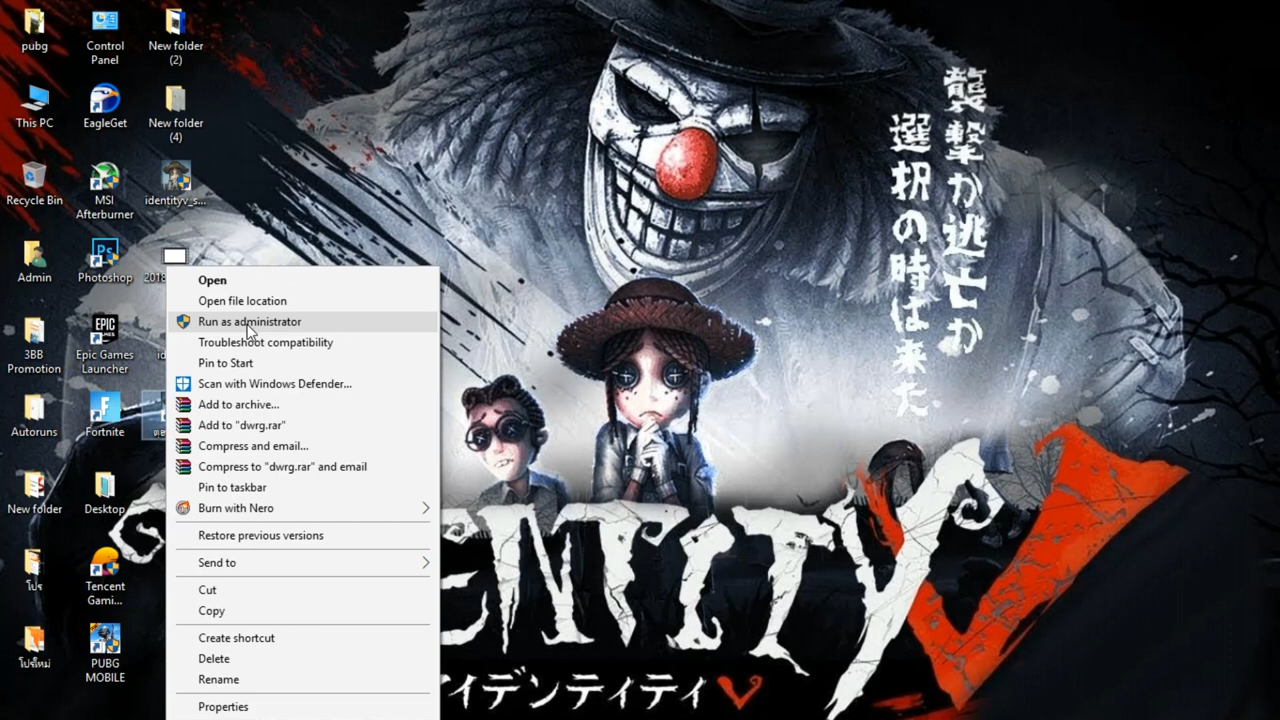 pubg
Control Panel
New folder (2)
This PC
EagleGet
New folder (4)
Recycle Bin
MSI Afterburner
identityv_s...
Admin
Photoshop
2018
3BB Promotion
Epic Games Launcher
EPIC GAMES
id
Autoruns
Fortnite
New folder
Desktop
โปร
Tencent Gami...
โปรใหม่
PUBG MOBILE
Open
Open file location
Run as administrator
Troubleshoot compatibility
Pin to Start
Scan with Windows Defender...
Add to archive...
Add to "dwrg.rar"
Compress and email...
Compress to "dwrg.rar" and email
Pin to taskbar
Burn with Nero
Restore previous versions
Send to
Cut
Copy
Create shortcut
Delete
Rename
Properties
襲撃か逃亡か
選択の時は来た。
ENTITY V
イデンティティV